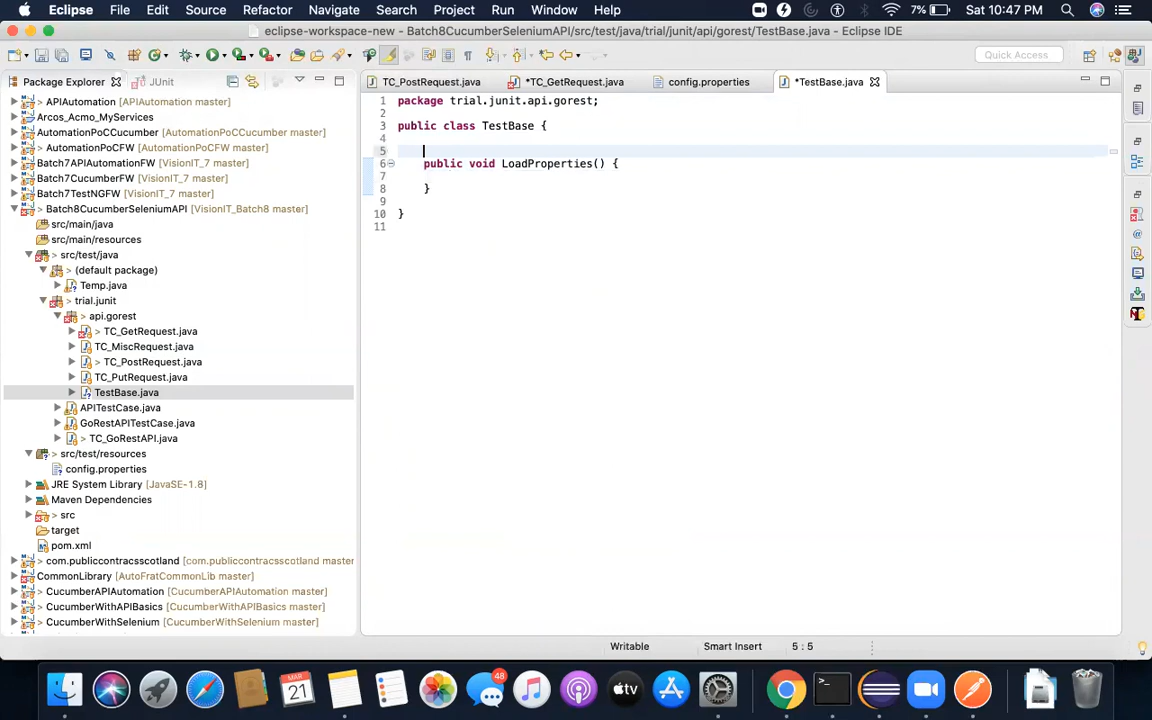 Eclipse File Edit Source Refactor Navigate Search Project Run Window Help 7% Sat 10:47 PM
eclipse-workspace-new - Batch8CucumberSeleniumAPI/src/test/java/trial/junit/api/gorest/TestBase.java - Eclipse IDE
Quick Access
Package Explorer JUnit
TC_PostRequest.java *TC_GetRequest.java config.properties *TestBase.java
> APIAutomation [APIAutomation master]
Arcos_Acmo_MyServices
AutomationPoCCucumber [AutomationPoCCucumber master]
> AutomationPoCFW [AutomationPoCCucumber master]
Batch7APIAutomationFW [VisionIT_7 master]
Batch7CucumberFW [VisionIT_7 master]
Batch7TestNGFW [VisionIT_7 master]
> Batch8CucumberSeleniumAPI [VisionIT_Batch8 master]
src/main/java
src/main/resources
> src/test/java
> (default package)
> Temp.java
> trial.junit
> api.gorest
> TC_GetRequest.java
TC_MiscRequest.java
> TC_PostRequest.java
TC_PutRequest.java
TestBase.java
APITestCase.java
GoRestAPITestCase.java
> TC_GoRestAPI.java
> src/test/resources
config.properties
JRE System Library [JavaSE-1.8]
Maven Dependencies
> src
target
pom.xml
> com.publiccontracsscotland [com.publiccontracsscotland master]
CommonLibrary [AutoFratCommonLib master]
> CucumberAPIAutomation [CucumberAPIAutomation master]
> CucumberWithAPIBasics [CucumberWithAPIBasics master]
> CucumberWithSelenium [CucumberWithSelenium master]
1 package trial.junit.api.gorest;
2
3 public class TestBase {
4
5
6 public void LoadProperties() {
7
8 }
9
10 }
11
Writable Smart Insert 5 : 5
MAR 21 48 tv